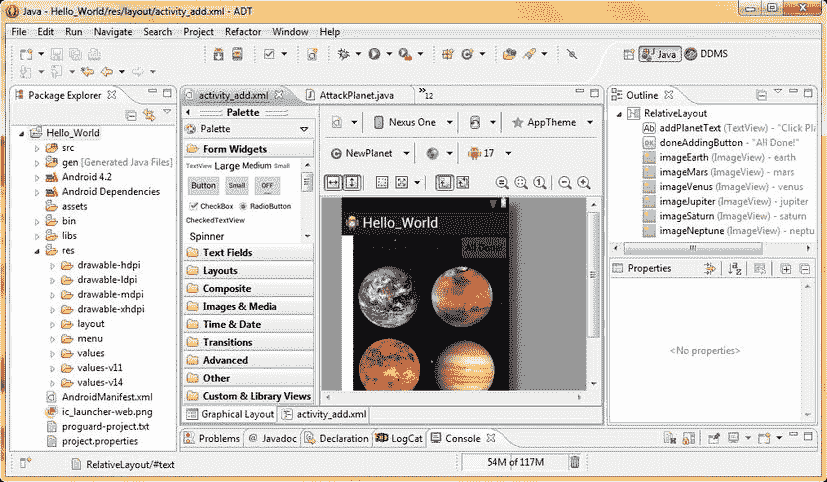 Java - Hello_World/res/layout/activity_add.xml - ADT
File Edit Run Navigate Search Project Refactor Window Help
Java DDMS
Package Explorer
Hello_World
src
gen [Generated Java Files]
Android 4.2
Android Dependencies
assets
bin
libs
res
drawable-hdpi
drawable-ldpi
drawable-mdpi
drawable-xhdpi
layout
menu
values
values-v11
values-v14
AndroidManifest.xml
ic_launcher-web.png
proguard-project.txt
project.properties
activity_add.xml AttackPlanet.java »12
Palette
Palette
Form Widgets
TextView Large Medium Small
Button Small OFF
CheckBox RadioButton
CheckedTextView
Spinner
Text Fields
Layouts
Composite
Images & Media
Time & Date
Transitions
Advanced
Other
Custom & Library Views
Nexus One AppTheme
NewPlanet 17
1
Hello_World
Graphical Layout activity_add.xml
Outline
RelativeLayout
Ab addPlanetText (TextView) - "Click Pla
OK doneAddingButton - "All Done!"
imageEarth (ImageView) - earth
imageMars (ImageView) - mars
imageVenus (ImageView) - venus
imageJupiter (ImageView) - jupiter
imageSaturn (ImageView) - saturn
imageNeptune (ImageView) - neptu
Properties
<No properties>
Problems @ Javadoc Declaration LogCat Console
RelativeLayout/#text
54M of 117M